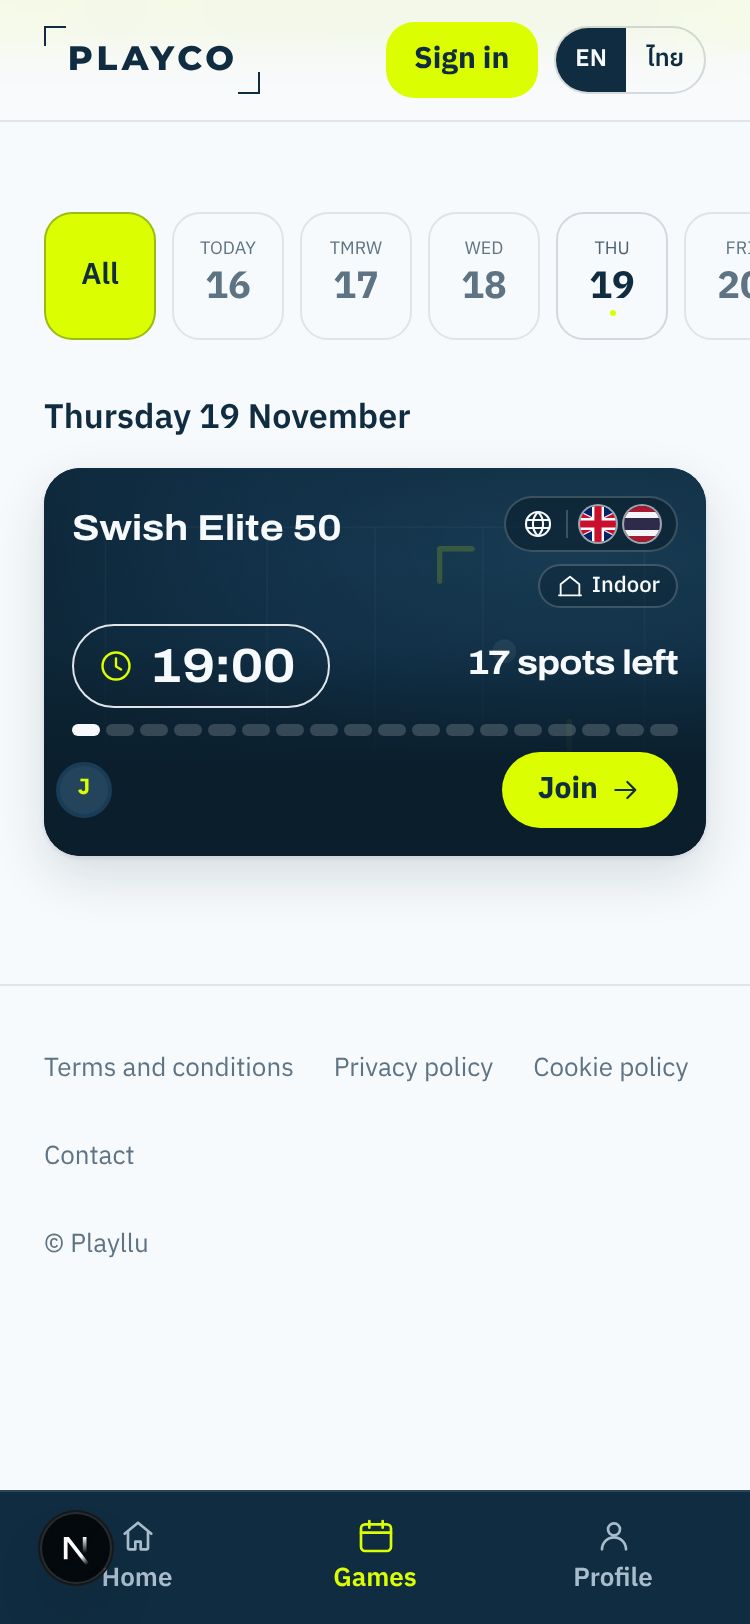 PLAYCO
Sign in
EN
ไทย
All
TODAY
16
TMRW
17
WED
18
THU
19
FRI
20
Thursday 19 November
Swish Elite 50
Indoor
19:00
17 spots left
J
Join
Terms and conditions
Privacy policy
Cookie policy
Contact
© Playllu
N
Home
Games
Profile